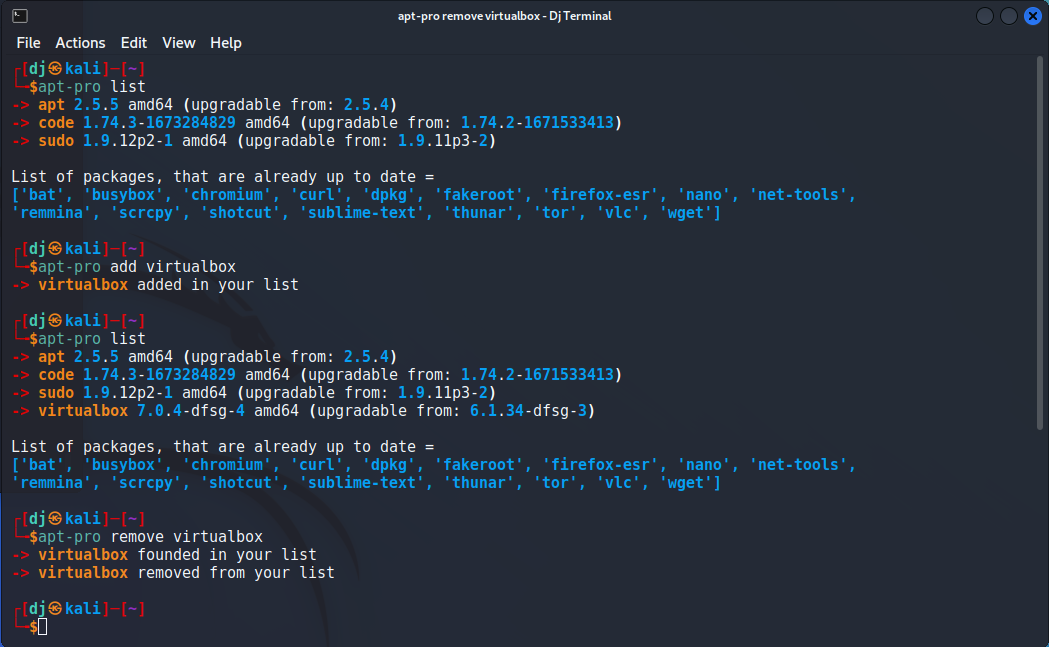 apt-pro remove virtualbox - Dj Terminal
File Actions Edit View Help
┌[dj㉿kali]─[~]
└─$apt-pro list
-> apt 2.5.5 amd64 (upgradable from: 2.5.4)
-> code 1.74.3-1673284829 amd64 (upgradable from: 1.74.2-1671533413)
-> sudo 1.9.12p2-1 amd64 (upgradable from: 1.9.11p3-2)
List of packages, that are already up to date =
['bat', 'busybox', 'chromium', 'curl', 'dpkg', 'fakeroot', 'firefox-esr', 'nano', 'net-tools',
'remmina', 'scrcpy', 'shotcut', 'sublime-text', 'thunar', 'tor', 'vlc', 'wget']
┌[dj㉿kali]─[~]
└─$apt-pro add virtualbox
-> virtualbox added in your list
┌[dj㉿kali]─[~]
└─$apt-pro list
-> apt 2.5.5 amd64 (upgradable from: 2.5.4)
-> code 1.74.3-1673284829 amd64 (upgradable from: 1.74.2-1671533413)
-> sudo 1.9.12p2-1 amd64 (upgradable from: 1.9.11p3-2)
-> virtualbox 7.0.4-dfsg-4 amd64 (upgradable from: 6.1.34-dfsg-3)
List of packages, that are already up to date =
['bat', 'busybox', 'chromium', 'curl', 'dpkg', 'fakeroot', 'firefox-esr', 'nano', 'net-tools',
'remmina', 'scrcpy', 'shotcut', 'sublime-text', 'thunar', 'tor', 'vlc', 'wget']
┌[dj㉿kali]─[~]
└─$apt-pro remove virtualbox
-> virtualbox founded in your list
-> virtualbox removed from your list
┌[dj㉿kali]─[~]
└─$